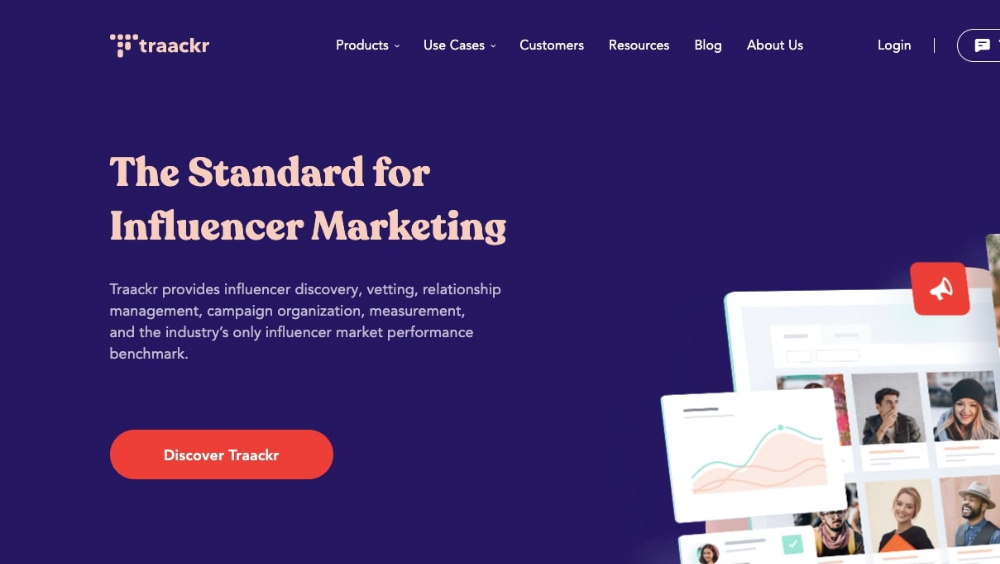 traackr
Products Use Cases Customers Resources Blog About Us Login
The Standard for
Influencer Marketing
Traackr provides influencer discovery, vetting, relationship
management, campaign organization, measurement,
and the industry’s only influencer market performance
benchmark.
Discover Traackr